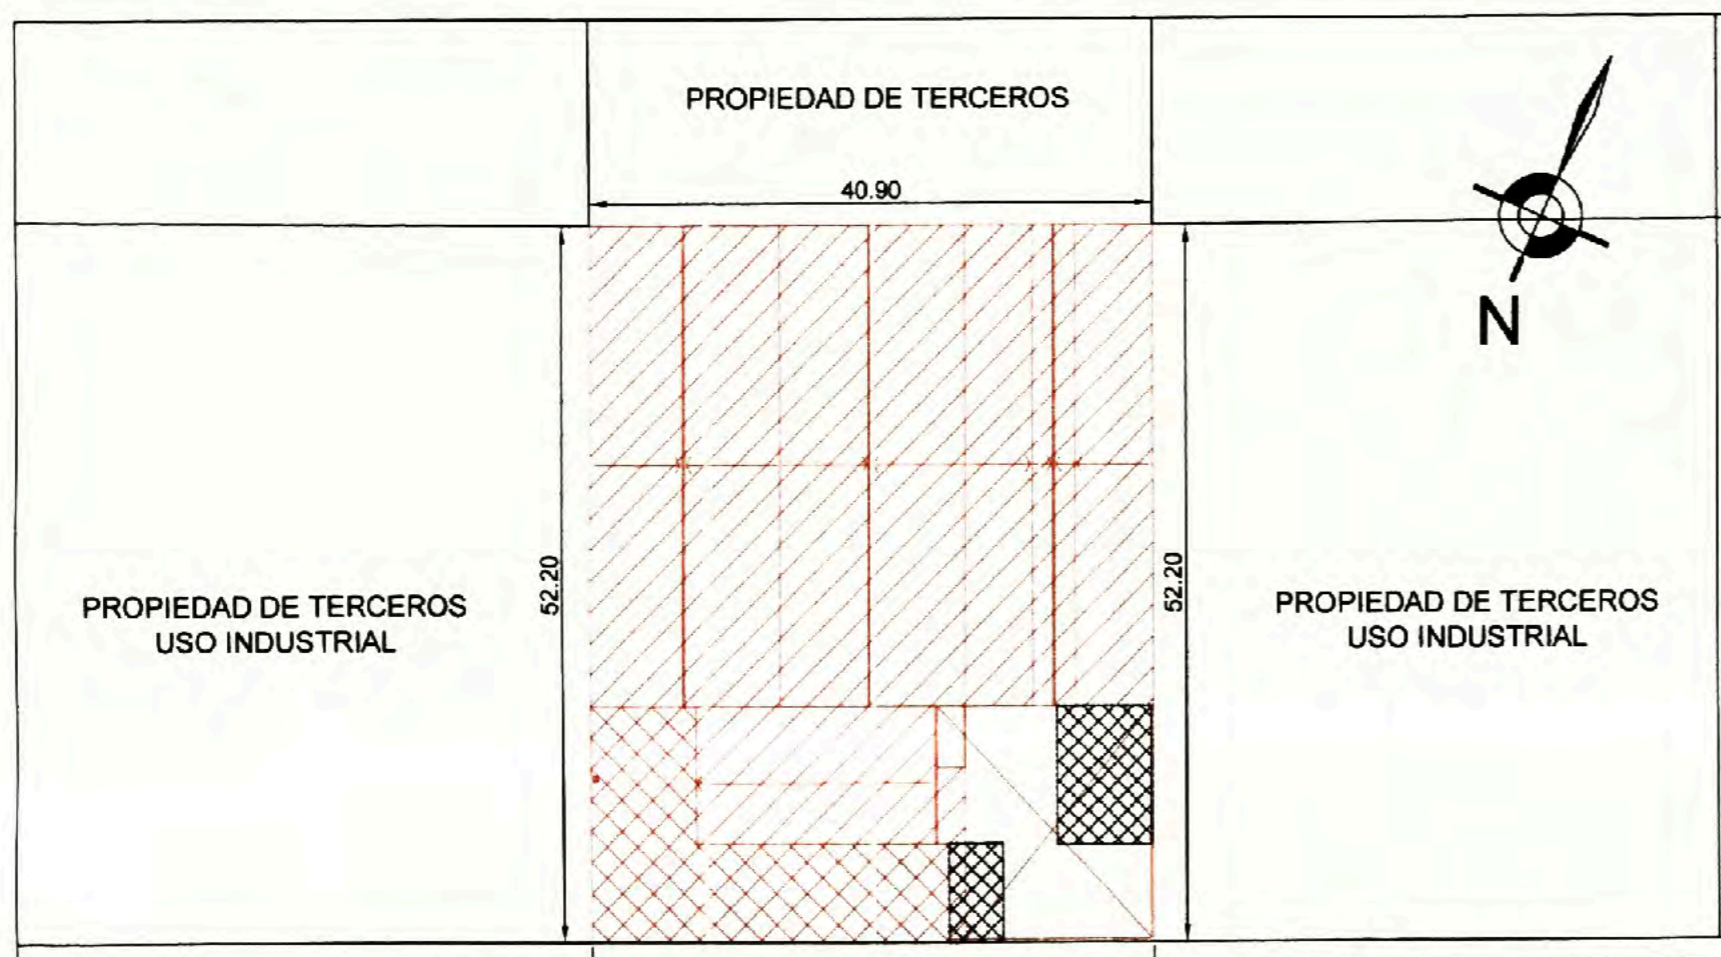 PROPIEDAD DE TERCEROS
40.90
N
52.20
52.20
PROPIEDAD DE TERCEROS
USO INDUSTRIAL
PROPIEDAD DE TERCEROS
USO INDUSTRIAL